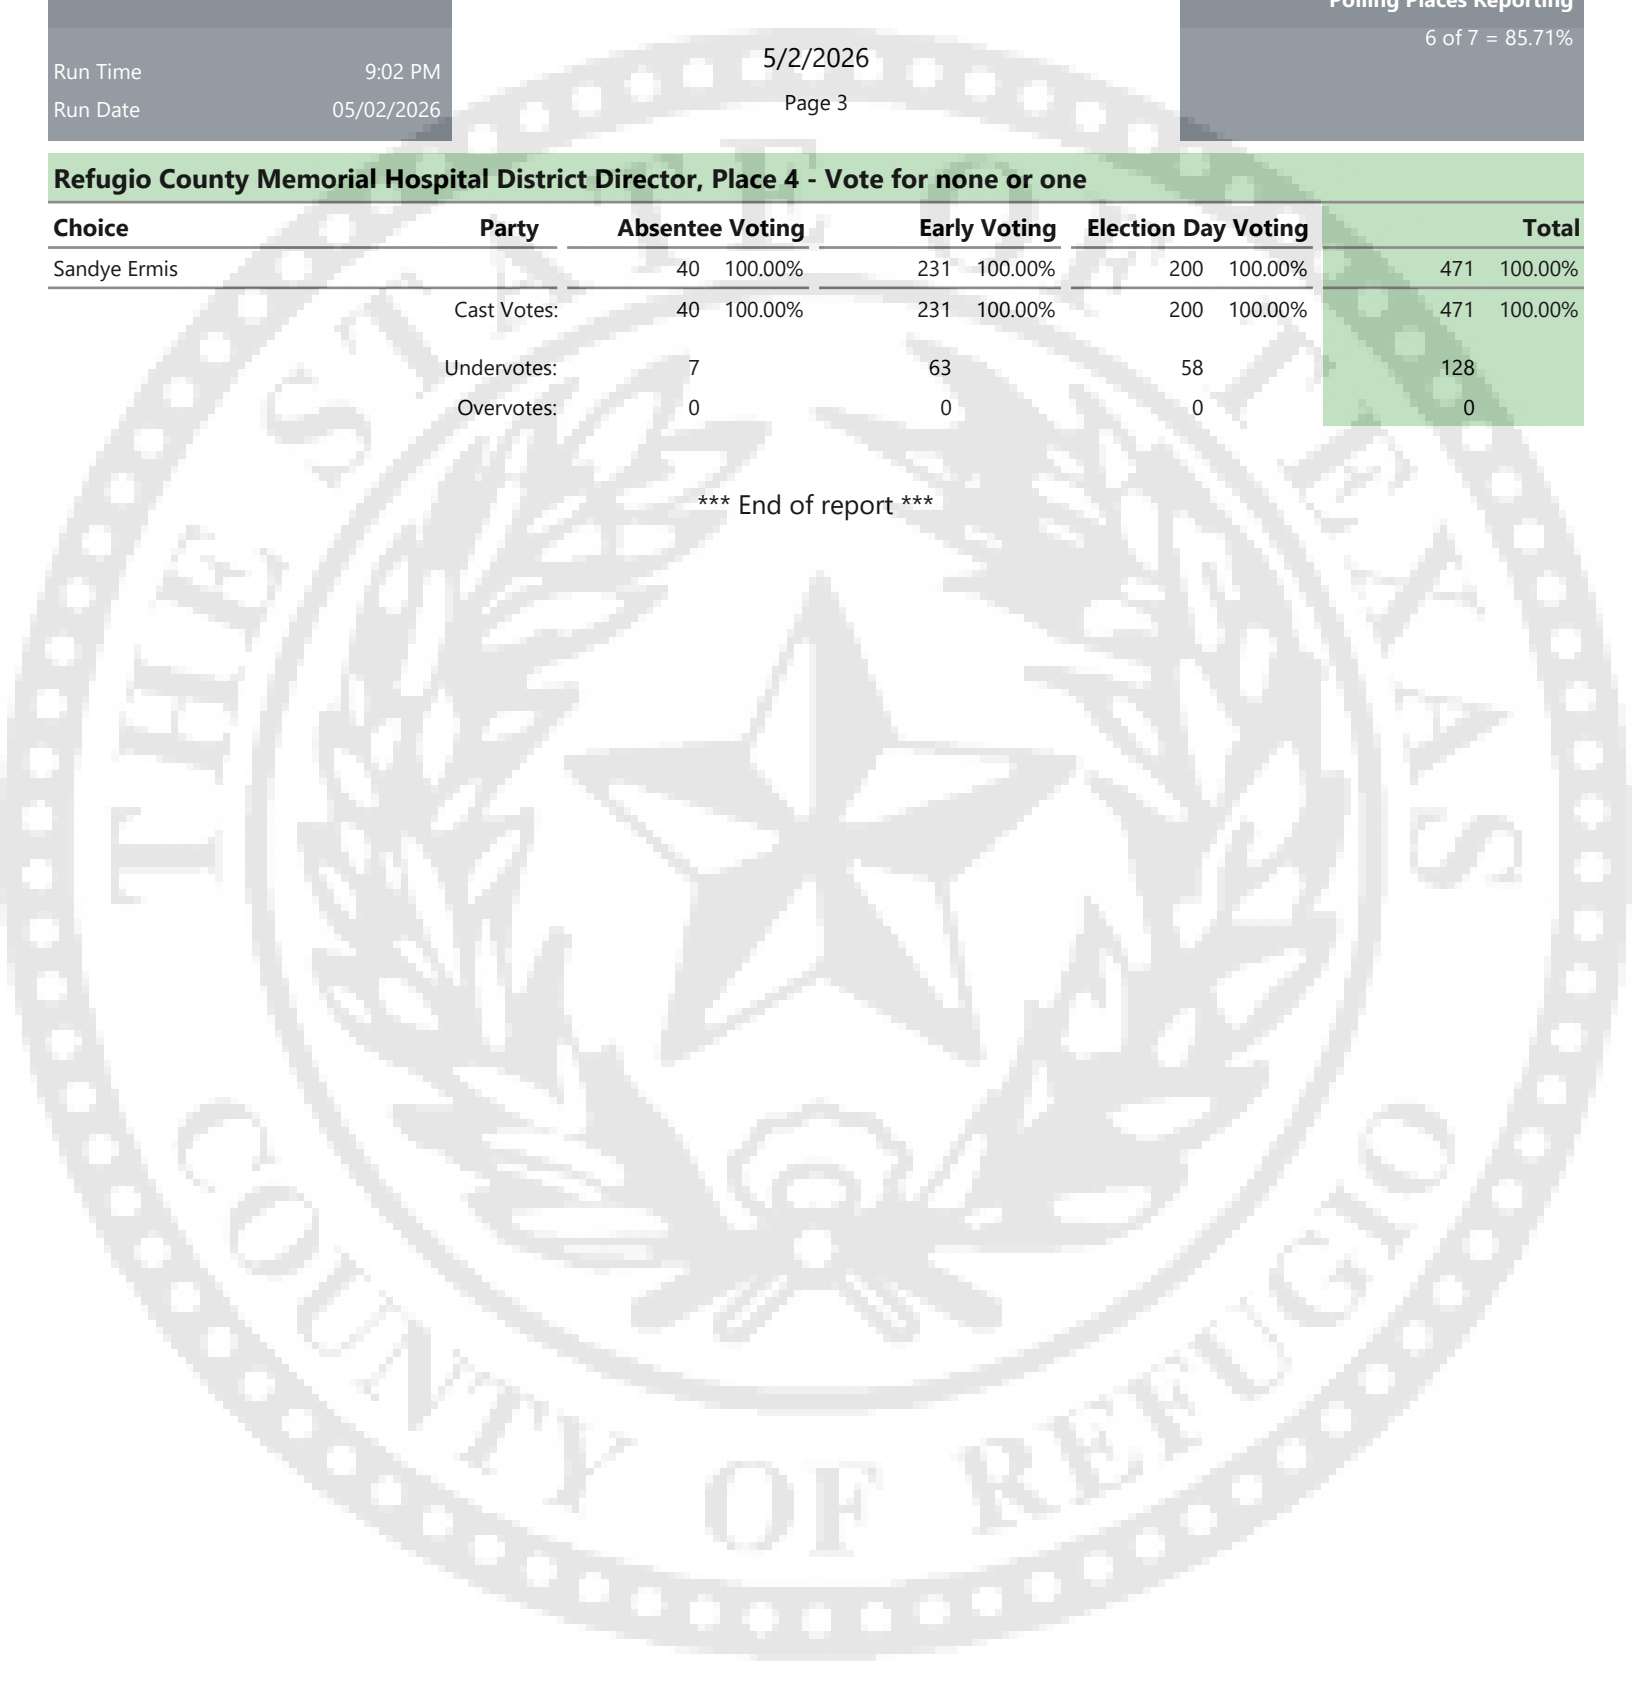 Polling Places Reporting
6 of 7 = 85.71%
5/2/2026
Run Time 9:02 PM
Page 3
Run Date 05/02/2026
Refugio County Memorial Hospital District Director, Place 4 - Vote for none or one
Choice Party Absentee Voting Early Voting Election Day Voting Total
Sandye Ermis 40 100.00% 231 100.00% 200 100.00% 471 100.00%
Cast Votes: 40 100.00% 231 100.00% 200 100.00% 471 100.00%
Undervotes: 7 63 58 128
Overvotes: 0 0 0 0
*** End of report ***
THE STATE OF TEXAS
COUNTY OF REFUGIO